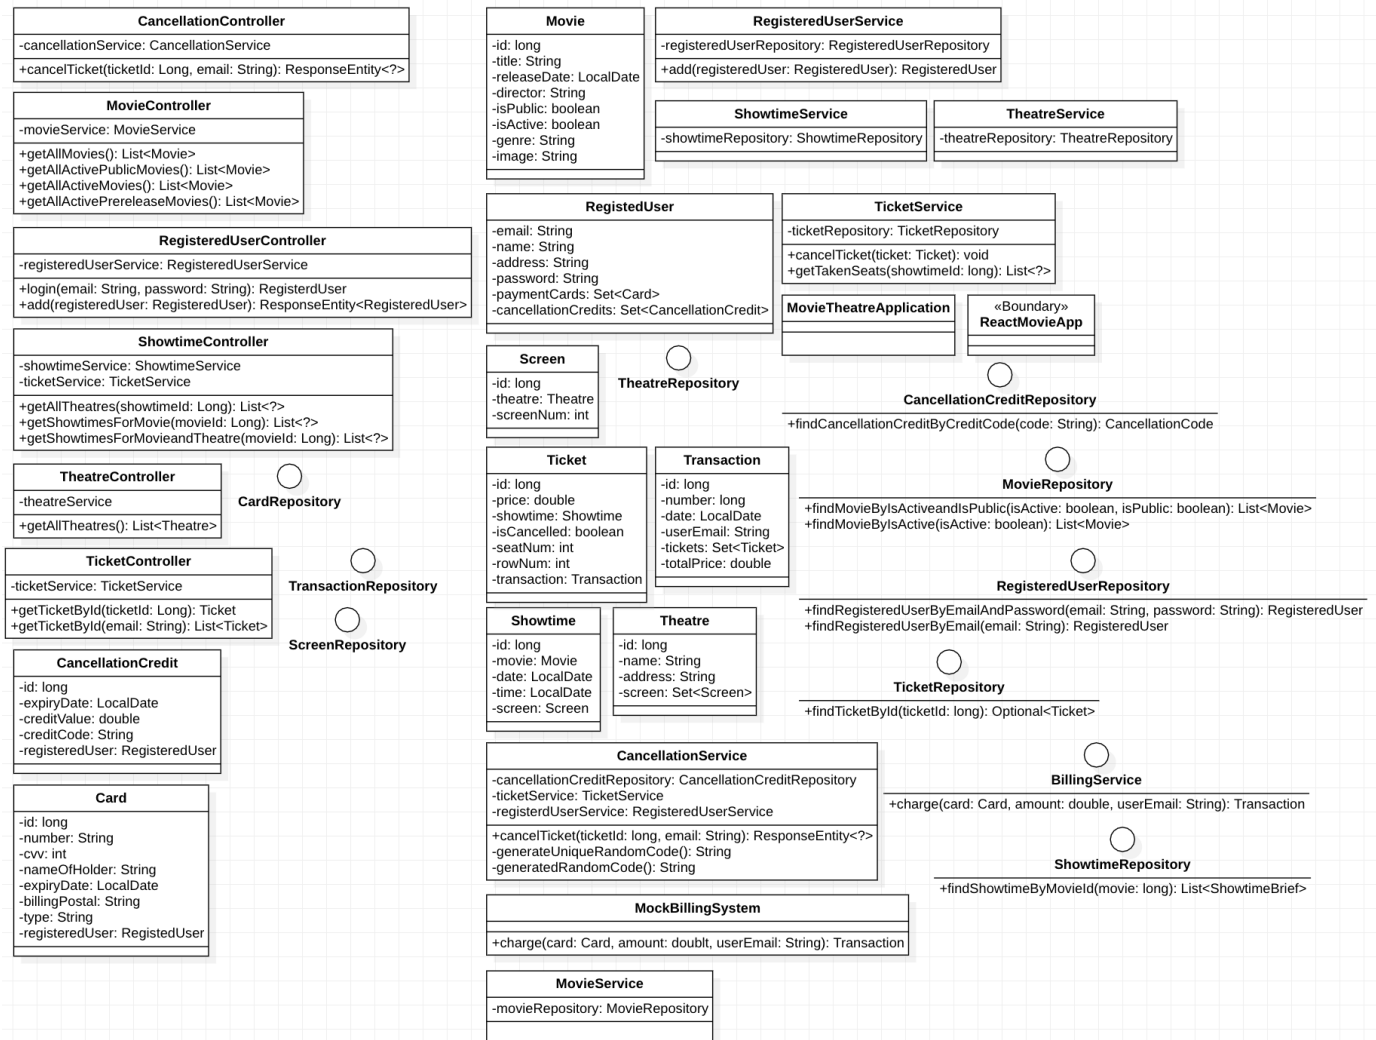 CancellationController
-cancellationService: CancellationService
+cancelTicket(ticketId: Long, email: String): ResponseEntity<?>
MovieController
-movieService: MovieService
+getAllMovies(): List<Movie>
+getAllActivePublicMovies(): List<Movie>
+getAllActiveMovies(): List<Movie>
+getAllActivePrereleaseMovies(): List<Movie>
RegisteredUserController
-registeredUserService: RegisteredUserService
+login(email: String, password: String): RegisterdUser
+add(registeredUser: RegisteredUser): ResponseEntity<RegisteredUser>
ShowtimeController
-showtimeService: ShowtimeService
-ticketService: TicketService
+getAllTheatres(showtimeId: Long): List<?>
+getShowtimesForMovie(movieId: Long): List<?>
+getShowtimesForMovieandTheatre(movieId: Long): List<?>
TheatreController
-theatreService
+getAllTheatres(): List<Theatre>
CardRepository
TicketController
-ticketService: TicketService
+getTicketById(ticketId: Long): Ticket
+getTicketById(email: String): List<Ticket>
TransactionRepository
ScreenRepository
CancellationCredit
-id: long
-expiryDate: LocalDate
-creditValue: double
-creditCode: String
-registeredUser: RegisteredUser
Card
-id: long
-number: String
-cvv: int
-nameOfHolder: String
-expiryDate: LocalDate
-billingPostal: String
-type: String
-registeredUser: RegistedUser
Movie
-id: long
-title: String
-releaseDate: LocalDate
-director: String
-isPublic: boolean
-isActive: boolean
-genre: String
-image: String
RegisteredUserService
-registeredUserRepository: RegisteredUserRepository
+add(registeredUser: RegisteredUser): RegisteredUser
ShowtimeService
-showtimeRepository: ShowtimeRepository
TheatreService
-theatreRepository: TheatreRepository
RegistedUser
-email: String
-name: String
-address: String
-password: String
-paymentCards: Set<Card>
-cancellationCredits: Set<CancellationCredit>
TicketService
-ticketRepository: TicketRepository
+cancelTicket(ticket: Ticket): void
+getTakenSeats(showtimeId: long): List<?>
MovieTheatreApplication
«Boundary»
ReactMovieApp
Screen
-id: long
-theatre: Theatre
-screenNum: int
TheatreRepository
CancellationCreditRepository
+findCancellationCreditByCreditCode(code: String): CancellationCode
Ticket
-id: long
-price: double
-showtime: Showtime
-isCancelled: boolean
-seatNum: int
-rowNum: int
-transaction: Transaction
Transaction
-id: long
-number: long
-date: LocalDate
-userEmail: String
-tickets: Set<Ticket>
-totalPrice: double
MovieRepository
+findMovieByIsActiveandIsPublic(isActive: boolean, isPublic: boolean): List<Movie>
+findMovieByIsActive(isActive: boolean): List<Movie>
RegisteredUserRepository
+findRegisteredUserByEmailAndPassword(email: String, password: String): RegisteredUser
+findRegisteredUserByEmail(email: String): RegisteredUser
Showtime
-id: long
-movie: Movie
-date: LocalDate
-time: LocalDate
-screen: Screen
Theatre
-id: long
-name: String
-address: String
-screen: Set<Screen>
TicketRepository
+findTicketById(ticketId: long): Optional<Ticket>
CancellationService
-cancellationCreditRepository: CancellationCreditRepository
-ticketService: TicketService
-registerdUserService: RegisteredUserService
+cancelTicket(ticketId: long, email: String): ResponseEntity<?>
-generateUniqueRandomCode(): String
-generatedRandomCode(): String
BillingService
+charge(card: Card, amount: double, userEmail: String): Transaction
ShowtimeRepository
+findShowtimeByMovieId(movie: long): List<ShowtimeBrief>
MockBillingSystem
+charge(card: Card, amount: doublt, userEmail: String): Transaction
MovieService
-movieRepository: MovieRepository